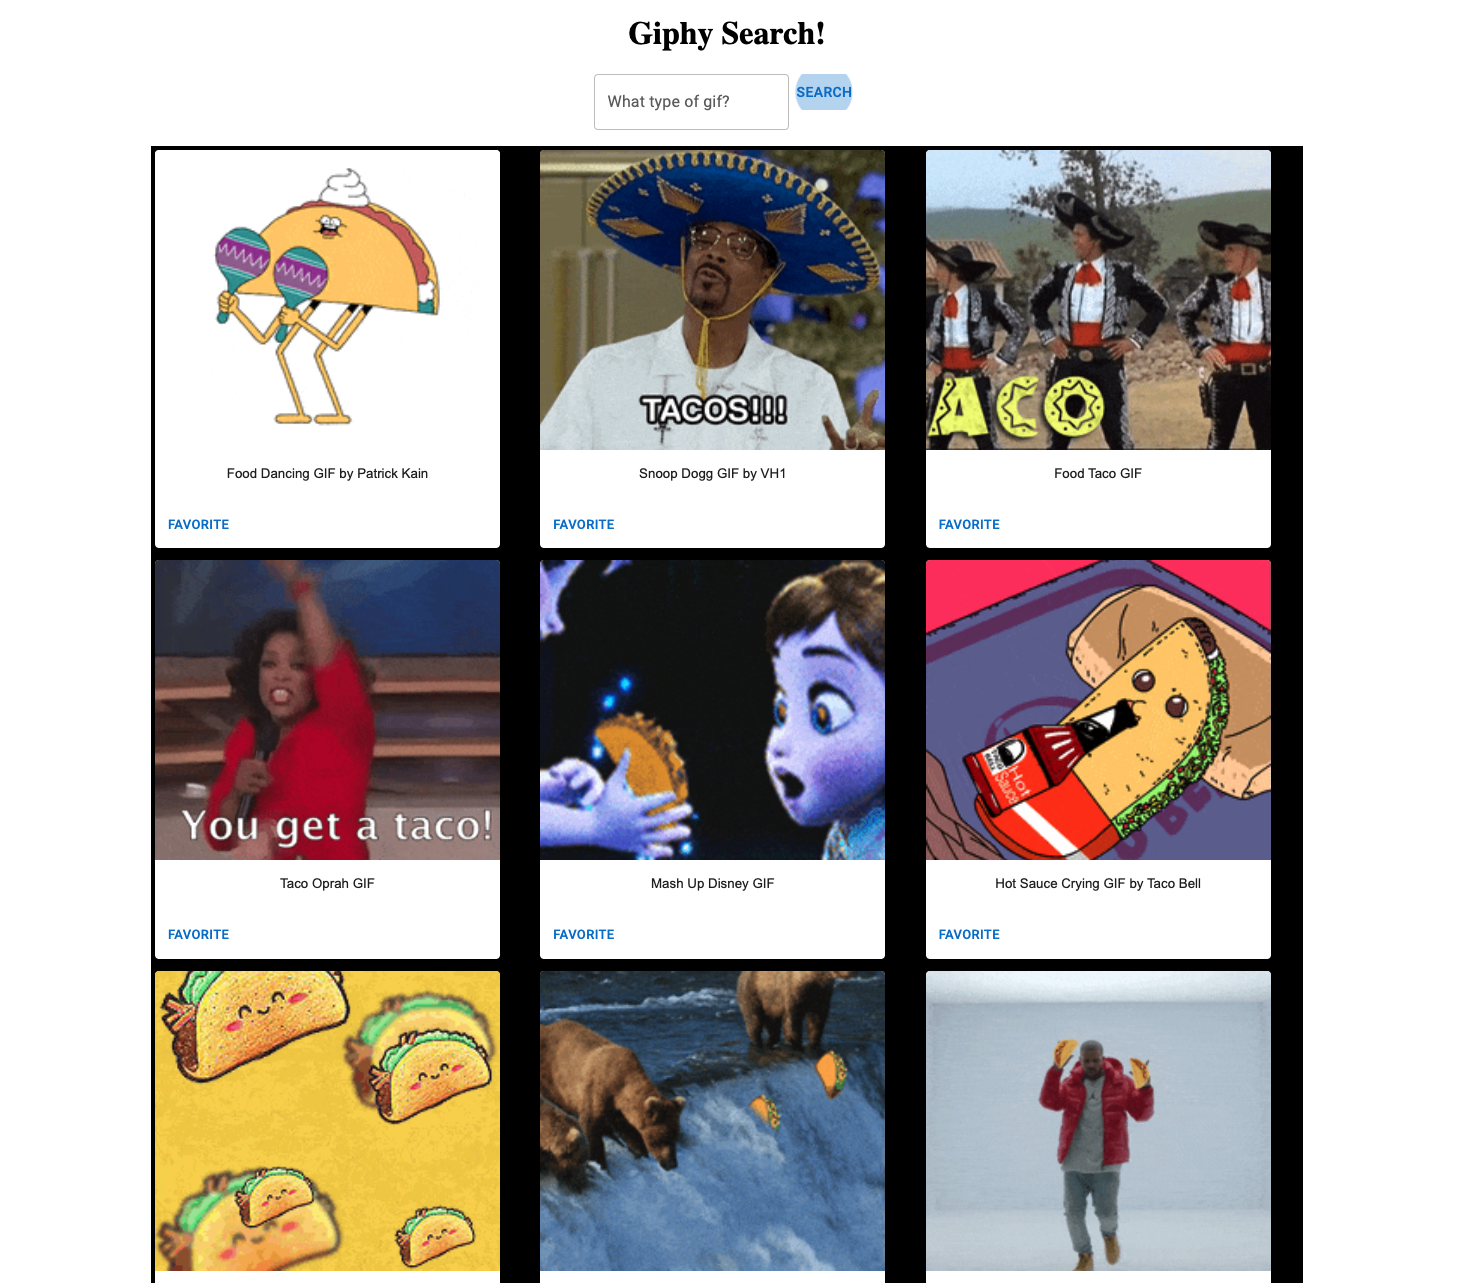 Giphy Search!
What type of gif?
SEARCH
TACOS!!!
ACO
Food Dancing GIF by Patrick Kain
Snoop Dogg GIF by VH1
Food Taco GIF
FAVORITE
FAVORITE
FAVORITE
You get a taco!
Hot
Sauce
Taco Oprah GIF
Mash Up Disney GIF
Hot Sauce Crying GIF by Taco Bell
FAVORITE
FAVORITE
FAVORITE